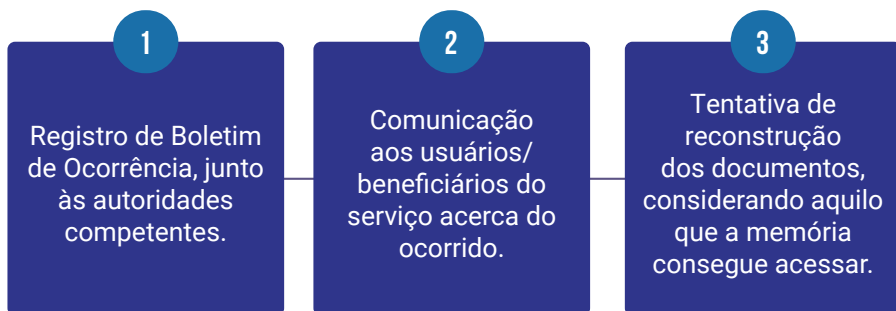 1
Registro de Boletim
de Ocorrência, junto
às autoridades
competentes.
2
Comunicação
aos usuários/
beneficiários do
serviço acerca do
ocorrido.
3
Tentativa de
reconstrução
dos documentos,
considerando aquilo
que a memória
consegue acessar.